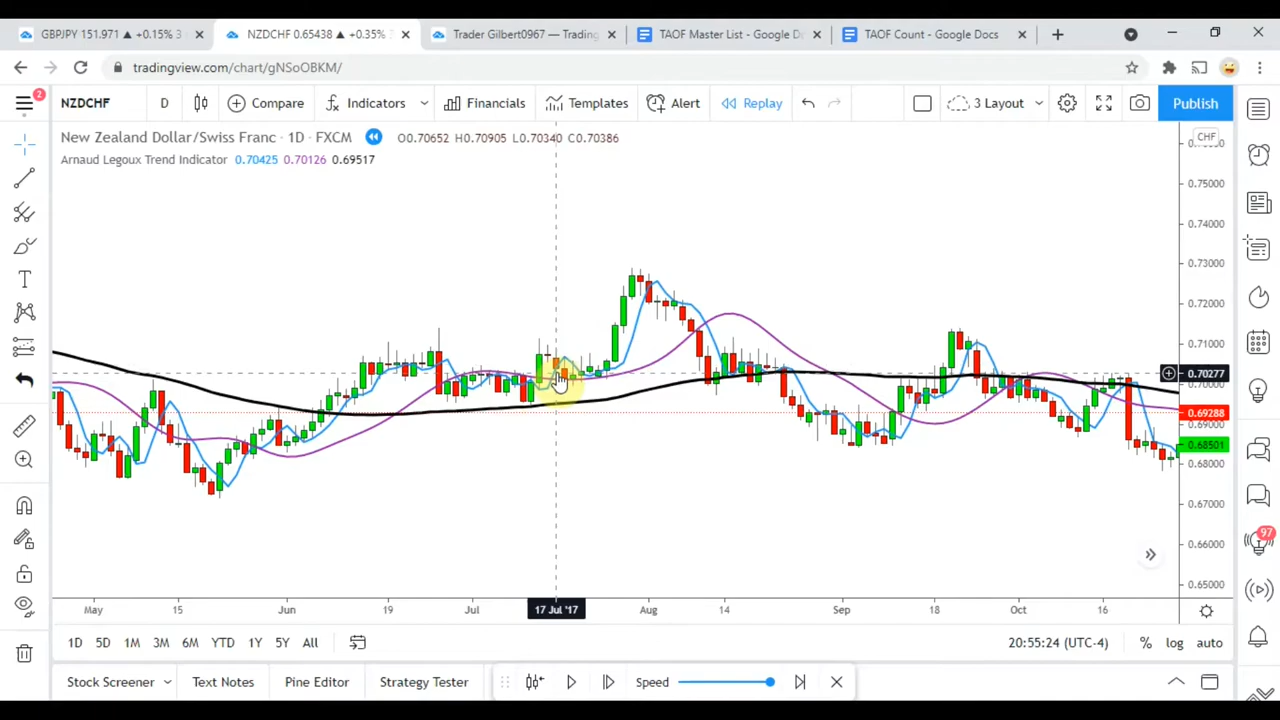 GBPJPY 151.971 ▲ +0.15% 3
NZDCHF 0.65438 ▲ +0.35% 3
Trader Gilbert0967 — Trading
TAOF Master List - Google D
TAOF Count - Google Docs
tradingview.com/chart/gNSoOBKM/
2
NZDCHF
D
Compare
Indicators
Financials
Templates
Alert
Replay
3 Layout
Publish
New Zealand Dollar/Swiss Franc · 1D · FXCM
O0.70652 H0.70905 L0.70340 C0.70386
CHF
Arnaud Legoux Trend Indicator 0.70425 0.70126 0.69517
0.75000
0.74000
0.73000
0.72000
0.71000
0.70277
0.70000
0.69288
0.69000
0.68501
0.68000
0.67000
0.66000
0.65000
97
May
15
Jun
19
Jul
17 Jul '17
Aug
14
Sep
18
Oct
16
1D
5D
1M
3M
6M
YTD
1Y
5Y
All
20:55:24 (UTC-4)
%
log
auto
Stock Screener
Text Notes
Pine Editor
Strategy Tester
Speed